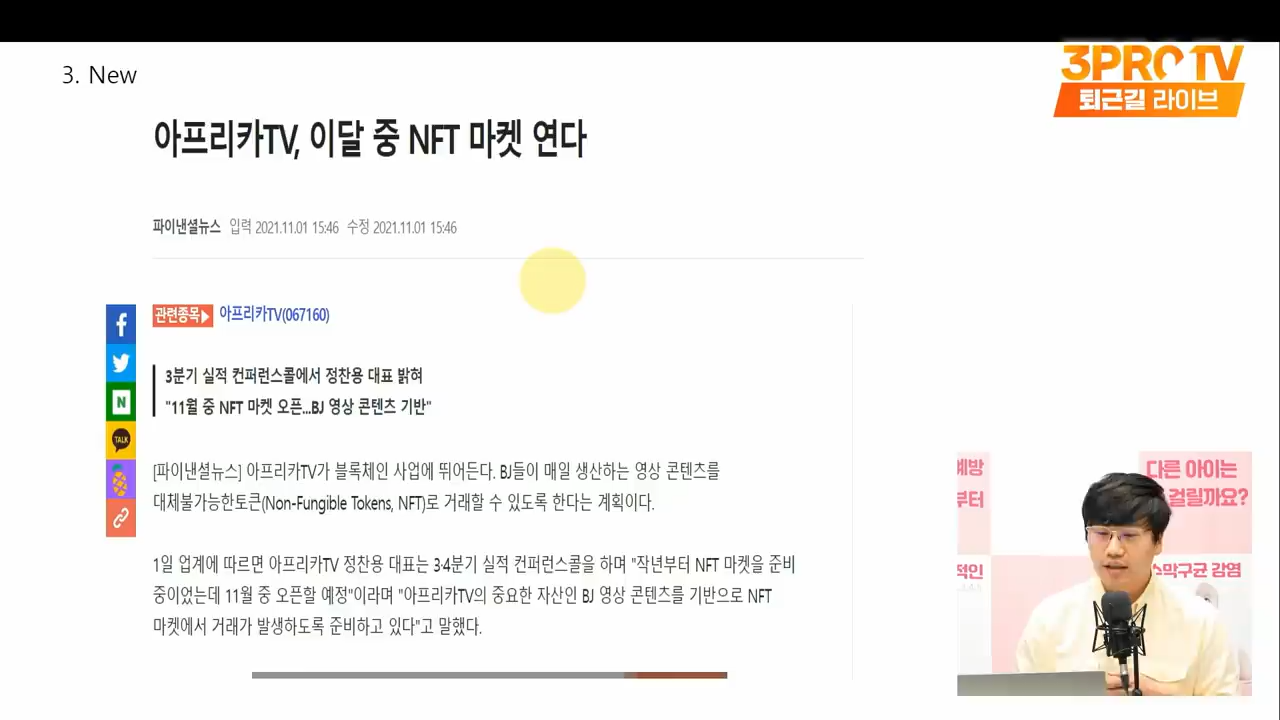 3. New
3PRO TV
퇴근길 라이브
아프리카TV, 이달 중 NFT 마켓 연다
파이낸셜뉴스 입력 2021.11.01 15:46 수정 2021.11.01 15:46
관련종목▶ 아프리카TV(067160)
3분기 실적 컨퍼런스콜에서 정찬용 대표 밝혀
"11월 중 NFT 마켓 오픈...BJ 영상 콘텐츠 기반"
N
TALK
[파이낸셜뉴스] 아프리카TV가 블록체인 사업에 뛰어든다. BJ들이 매일 생산하는 영상 콘텐츠를
대체불가능한토큰(Non-Fungible Tokens, NFT)로 거래할 수 있도록 한다는 계획이다.
1일 업계에 따르면 아프리카TV 정찬용 대표는 3·4분기 실적 컨퍼런스콜을 하며 "작년부터 NFT 마켓을 준비
중이었는데 11월 중 오픈할 예정"이라며 "아프리카TV의 중요한 자산인 BJ 영상 콘텐츠를 기반으로 NFT
마켓에서 거래가 발생하도록 준비하고 있다"고 말했다.
예방
부터
적인
다른 아이는
걸릴까요?
수막구균 감염